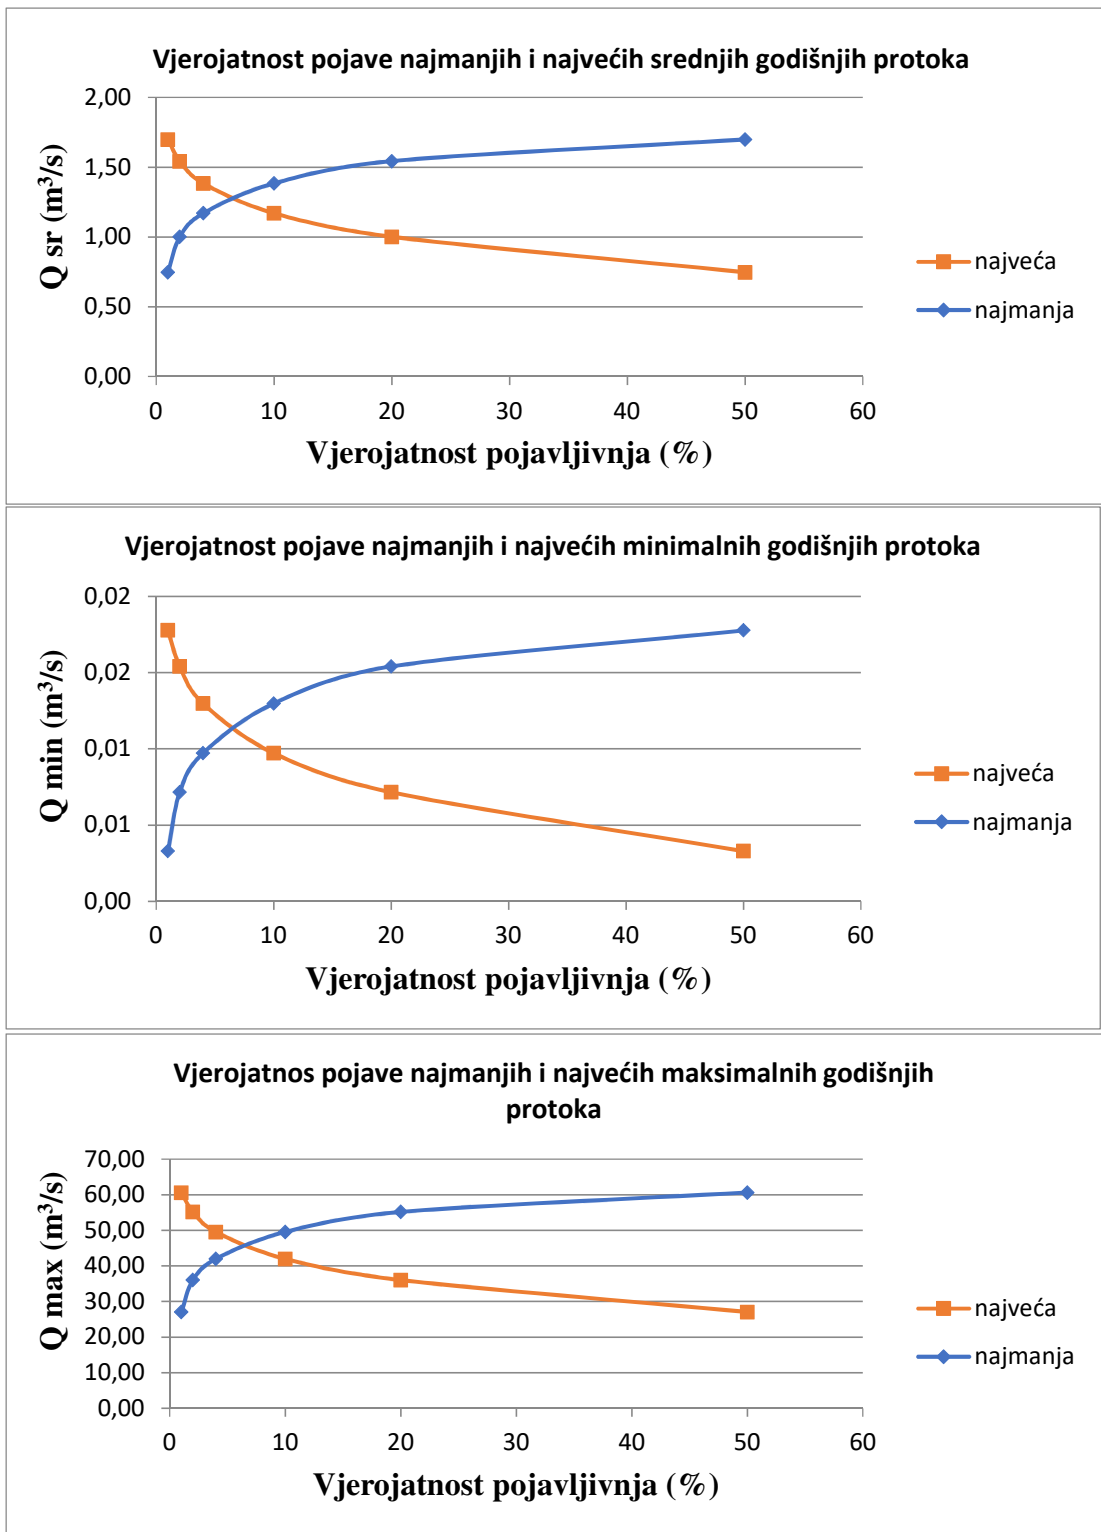 Vjerojatnost pojave najmanjih i najvećih srednjih godišnjih protoka
2,00
1,50
1,00
0,50
0,00
Q sr (m³/s)
0 10 20 30 40 50 60
Vjerojatnost pojavljivnja (%)
najveća
najmanja
Vjerojatnost pojave najmanjih i najvećih minimalnih godišnjih protoka
0,02
0,02
0,01
0,01
0,00
Q min (m³/s)
0 10 20 30 40 50 60
Vjerojatnost pojavljivnja (%)
najveća
najmanja
Vjerojatnos pojave najmanjih i najvećih maksimalnih godišnjih
protoka
70,00
60,00
50,00
40,00
30,00
20,00
10,00
0,00
Q max (m³/s)
0 10 20 30 40 50 60
Vjerojatnost pojavljivnja (%)
najveća
najmanja